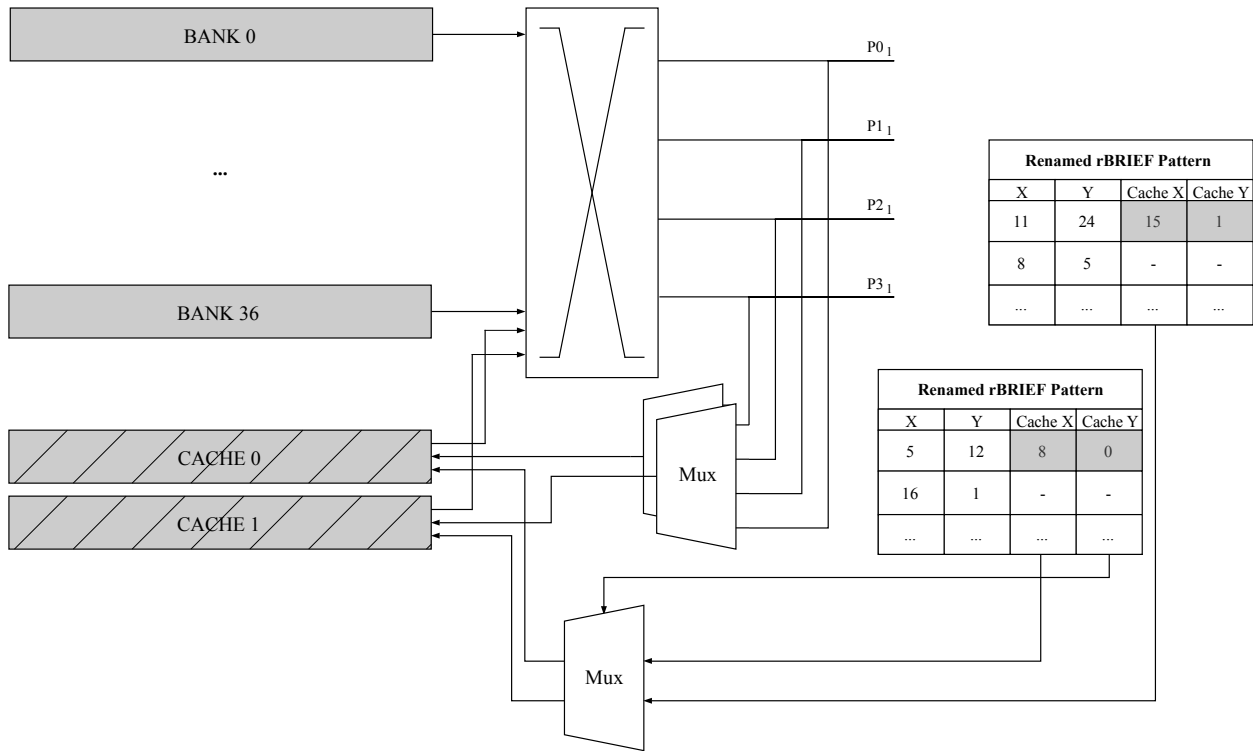 BANK 0
...
BANK 36
CACHE 0
CACHE 1
P0 1
P1 1
P2 1
P3 1
Mux
Mux
Renamed rBRIEF Pattern
X Y Cache X Cache Y
11 24 15 1
8 5 - -
... ... ... ...
Renamed rBRIEF Pattern
X Y Cache X Cache Y
5 12 8 0
16 1 - -
... ... ... ...